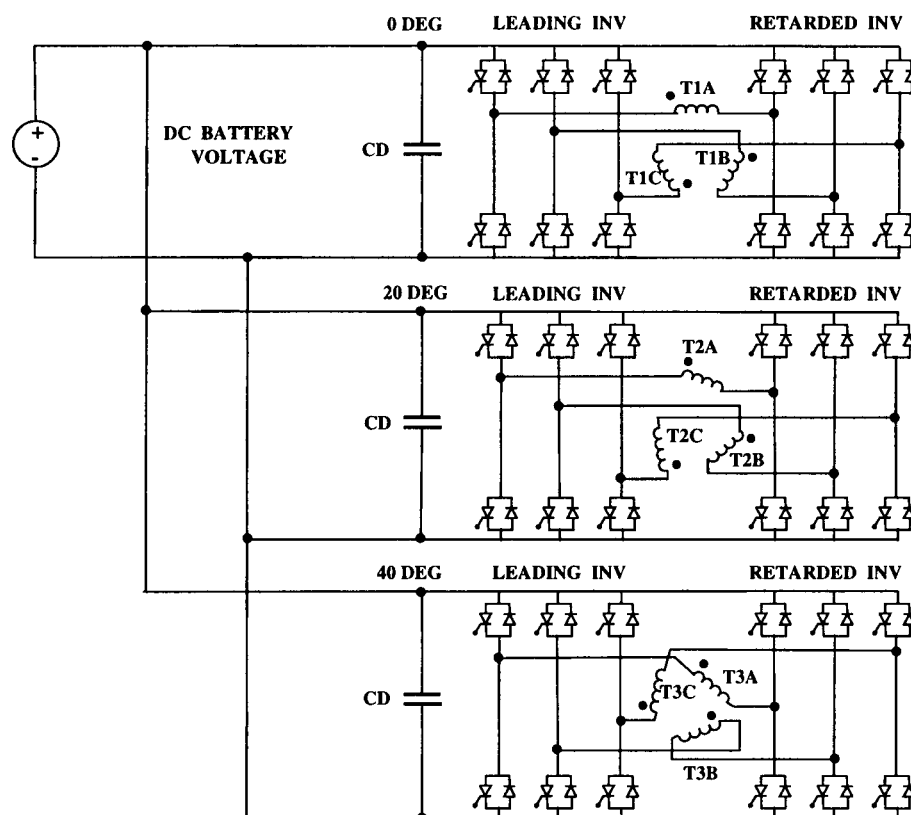 0 DEG LEADING INV RETARDED INV
T1A
+
-
DC BATTERY
VOLTAGE
CD
T1C T1B
20 DEG LEADING INV RETARDED INV
T2A
CD
T2C
T2B
40 DEG LEADING INV RETARDED INV
CD
T3C T3A
T3B